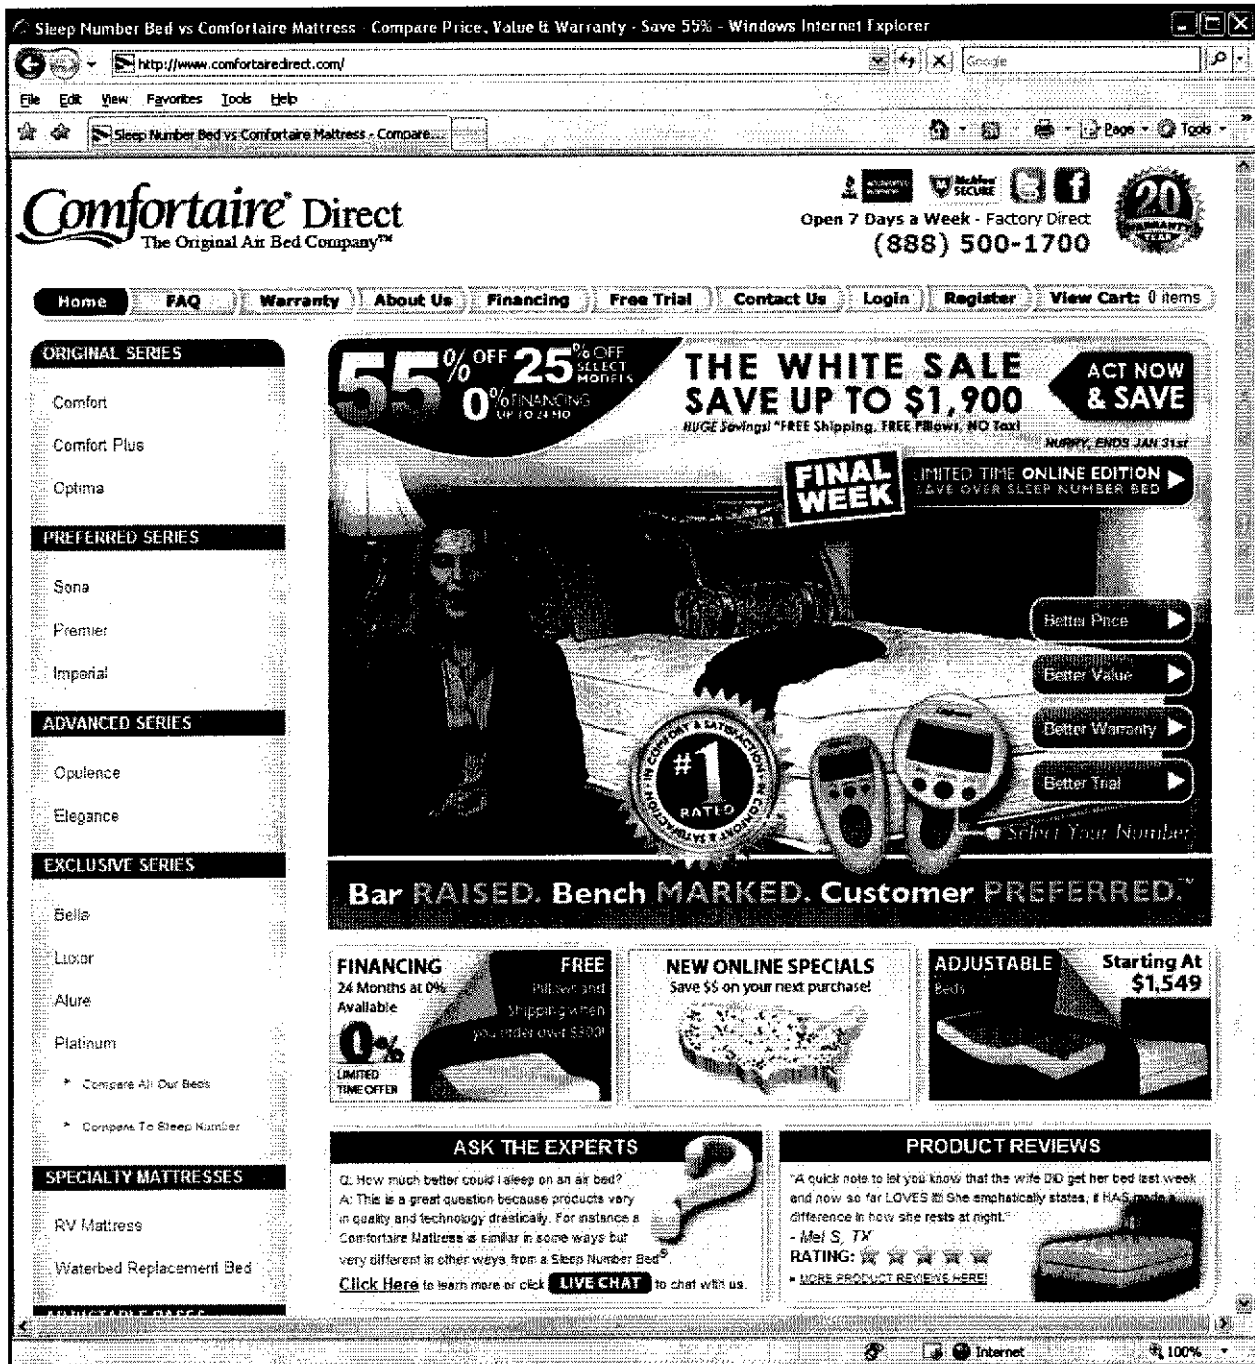 Sleep Number Bed vs Comfortaire Mattress - Compare Price, Value & Warranty - Save 55% - Windows Internet Explorer
http://www.comfortairedirect.com/
Google
File Edit View Favorites Tools Help
Sleep Number Bed vs Comfortaire Mattress - Compare...
Page Tools
Comfortaire® Direct
The Original Air Bed Company™
McAfee SECURE
Open 7 Days a Week - Factory Direct
(888) 500-1700
20
WARRANTY
YEAR
Home FAQ Warranty About Us Financing Free Trial Contact Us Login Register View Cart: 0 items
ORIGINAL SERIES
Comfort
Comfort Plus
Optima
PREFERRED SERIES
Sona
Premier
Imperial
ADVANCED SERIES
Opulence
Elegance
EXCLUSIVE SERIES
Bella
Luxor
Alure
Platinum
Compare All Our Beds
Compare To Sleep Number
SPECIALTY MATTRESSES
RV Mattress
Waterbed Replacement Bed
ADJUSTABLE BASES
55% OFF 25% OFF SELECT MODELS
0% FINANCING UP TO 24 MO
THE WHITE SALE
SAVE UP TO $1,900
HUGE Savings! *FREE Shipping, FREE Pillows, NO Tax!
ACT NOW
& SAVE
HURRY, ENDS JAN 31st
FINAL
WEEK
LIMITED TIME ONLINE EDITION
SAVE OVER SLEEP NUMBER BED
Better Price
Better Value
Better Warranty
Better Trial
#1
RATED
IN COMFORT & SATISFACTION • IN COMFORT & SATISFACTION
Select Your Number
Bar RAISED. Bench MARKED. Customer PREFERRED.™
FINANCING
24 Months at 0%
Available
0%
LIMITED
TIME OFFER
FREE
Pillows and
Shipping when
you order over $300!
NEW ONLINE SPECIALS
Save $$ on your next purchase!
ADJUSTABLE
Beds
Starting At
$1,549
ASK THE EXPERTS
Q: How much better could I sleep on an air bed?
A: This is a great question because products vary
in quality and technology drastically. For instance a
Comfortaire Mattress is similar in some ways but
very different in other ways from a Sleep Number Bed®.
Click Here to learn more or click LIVE CHAT to chat with us.
PRODUCT REVIEWS
"A quick note to let you know that the wife DID get her bed last week
and now so far LOVES it! She emphatically states, it HAS made a
difference in how she rests at night."
- Mel S, TX
RATING:
MORE PRODUCT REVIEWS HERE!
Internet 100%